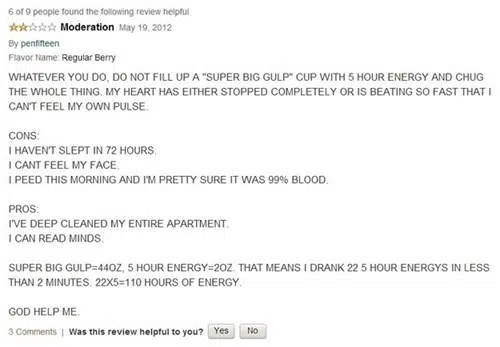 6 of 9 people found the following review helpful
Moderation May 19, 2012
By penfifteen
Flavor Name: Regular Berry
WHATEVER YOU DO, DO NOT FILL UP A "SUPER BIG GULP" CUP WITH 5 HOUR ENERGY AND CHUG
THE WHOLE THING. MY HEART HAS EITHER STOPPED COMPLETELY OR IS BEATING SO FAST THAT I
CAN'T FEEL MY OWN PULSE.
CONS:
I HAVEN'T SLEPT IN 72 HOURS.
I CANT FEEL MY FACE.
I PEED THIS MORNING AND I'M PRETTY SURE IT WAS 99% BLOOD.
PROS:
I'VE DEEP CLEANED MY ENTIRE APARTMENT.
I CAN READ MINDS.
SUPER BIG GULP=44OZ, 5 HOUR ENERGY=2OZ. THAT MEANS I DRANK 22 5 HOUR ENERGYS IN LESS
THAN 2 MINUTES. 22X5=110 HOURS OF ENERGY.
GOD HELP ME.
3 Comments | Was this review helpful to you? Yes No